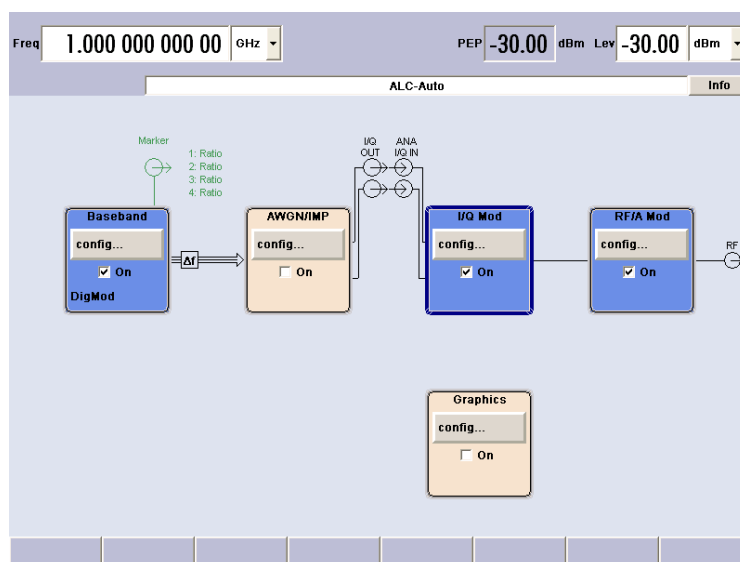 Freq 1.000 000 000 00 GHz PEP -30.00 dBm Lev -30.00 dBm
ALC-Auto Info
Marker
1: Ratio
2: Ratio
3: Ratio
4: Ratio
I/Q OUT
ANA I/Q IN
Baseband
config...
On
DigMod
Δf
AWGN/IMP
config...
On
I/Q Mod
config...
On
RF/A Mod
config...
On
RF
Graphics
config...
On